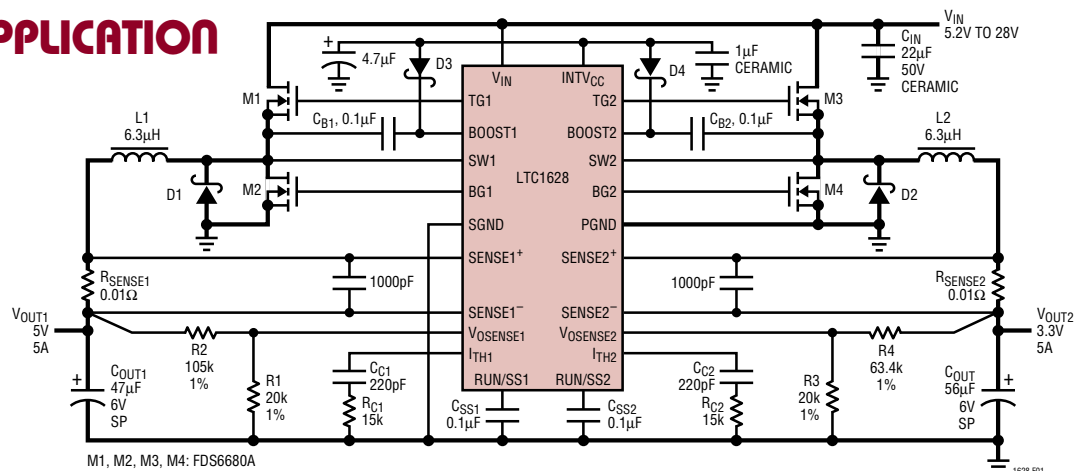 PPLICATION
VIN
5.2V TO 28V
CIN
22µF
50V
CERAMIC
+
4.7µF
D3
D4
1µF
CERAMIC
VIN
INTVCC
M1
TG1
TG2
M3
L1
6.3µH
CB1, 0.1µF
BOOST1
BOOST2
CB2, 0.1µF
L2
6.3µH
SW1
SW2
LTC1628
D1
M2
BG1
BG2
M4
D2
SGND
PGND
SENSE1+
SENSE2+
RSENSE1
0.01Ω
1000pF
1000pF
RSENSE2
0.01Ω
SENSE1–
SENSE2–
VOUT1
5V
5A
VOUT2
3.3V
5A
R2
105k
1%
VOSENSE1
VOSENSE2
R4
63.4k
1%
ITH1
ITH2
COUT1
47µF
6V
SP
+
R1
20k
1%
CC1
220pF
RC1
15k
RUN/SS1
RUN/SS2
CSS1
0.1µF
CSS2
0.1µF
CC2
220pF
RC2
15k
R3
20k
1%
COUT
56µF
6V
SP
+
M1, M2, M3, M4: FDS6680A
1628 F01